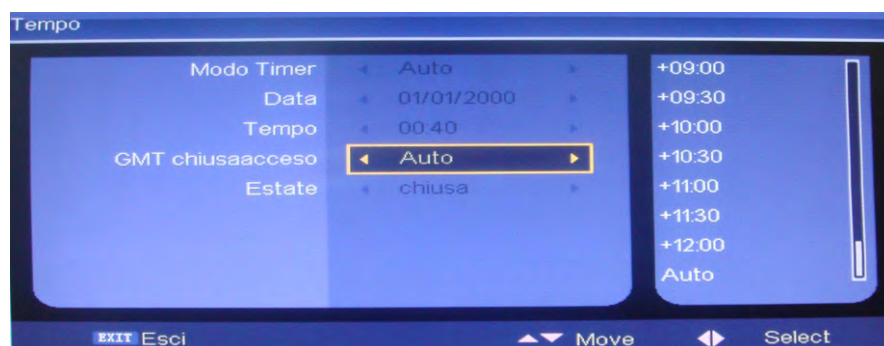 Tempo
Modo Timer Auto
Data 01/01/2000
Tempo 00:40
GMT chiusaacceso Auto
Estate chiusa
+09:00
+09:30
+10:00
+10:30
+11:00
+11:30
+12:00
Auto
EXIT Esci Move Select